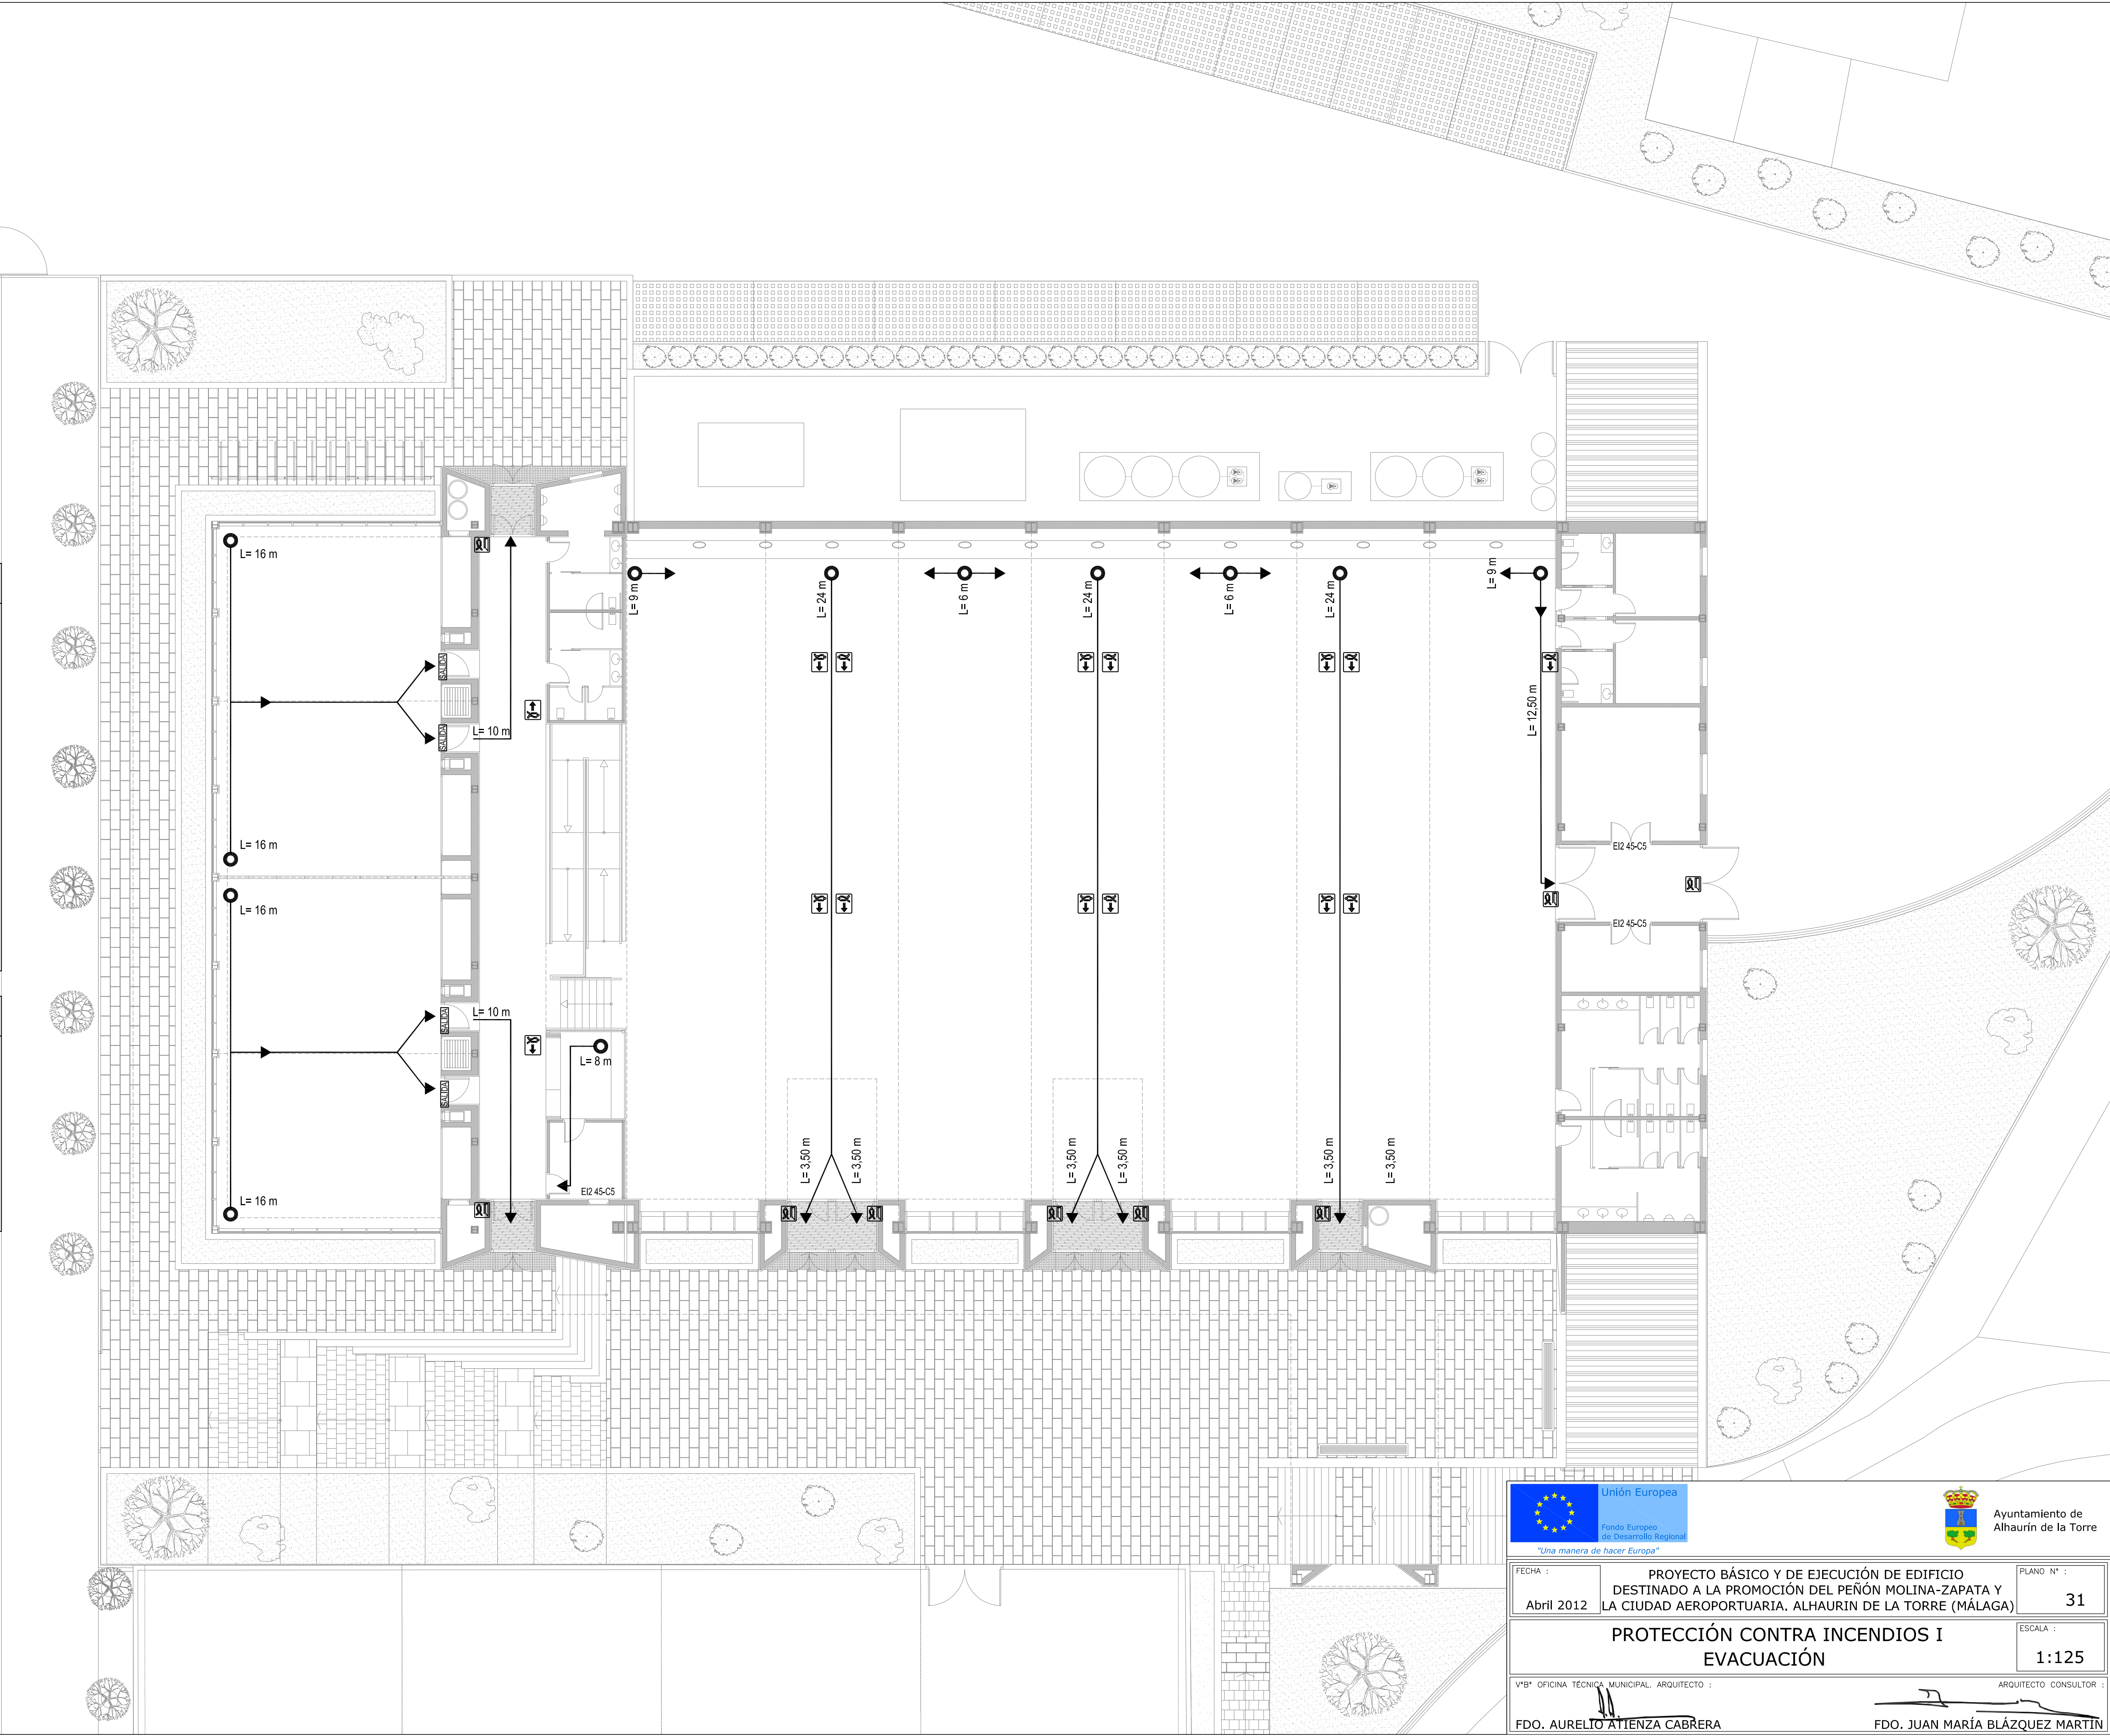 L= 16 m
L= 9 m
L= 24 m
L= 6 m
L= 24 m
L= 6 m
L= 24 m
L= 9 m
SALIDA
L= 12,50 m
SALIDA
L= 10 m
L= 16 m
EI2 45-C5
L= 16 m
EI2 45-C5
SALIDA
L= 10 m
L= 8 m
SALIDA
L= 3,50 m
L= 3,50 m
L= 3,50 m
L= 3,50 m
L= 3,50 m
L= 3,50 m
EI2 45-C5
L= 16 m
Unión Europea
Fondo Europeo
de Desarrollo Regional
"Una manera de hacer Europa"
Ayuntamiento de
Alhaurín de la Torre
FECHA :
Abril 2012
PROYECTO BÁSICO Y DE EJECUCIÓN DE EDIFICIO
DESTINADO A LA PROMOCIÓN DEL PEÑÓN MOLINA-ZAPATA Y
LA CIUDAD AEROPORTUARIA. ALHAURIN DE LA TORRE (MÁLAGA)
PLANO N° :
31
PROTECCIÓN CONTRA INCENDIOS I
EVACUACIÓN
ESCALA :
1:125
V°B° OFICINA TÉCNICA MUNICIPAL. ARQUITECTO :
ARQUITECTO CONSULTOR :
FDO. AURELIO ATIENZA CABRERA
FDO. JUAN MARÍA BLÁZQUEZ MARTÍN